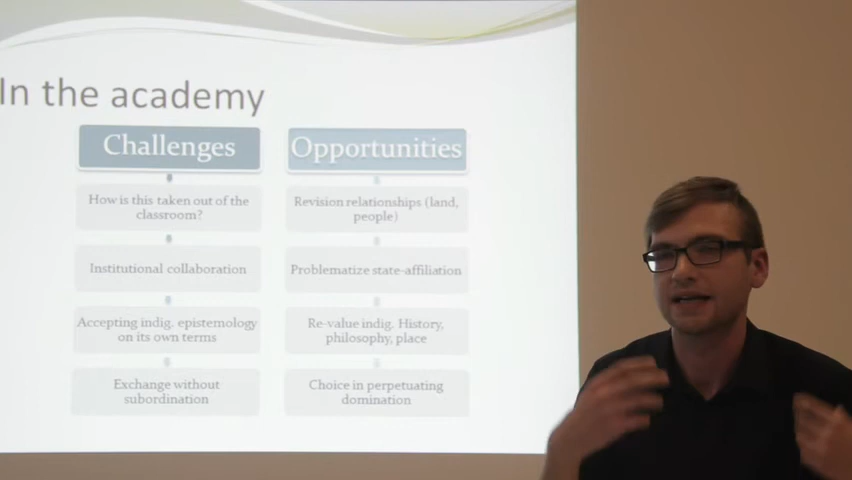 In the academy
Challenges
How is this taken out of the
classroom?
Institutional collaboration
Accepting indig. epistemology
on its own terms
Exchange without
subordination
Opportunities
Revision relationships (land,
people)
Problematize state-affiliation
Re-value indig. History,
philosophy, place
Choice in perpetuating
domination